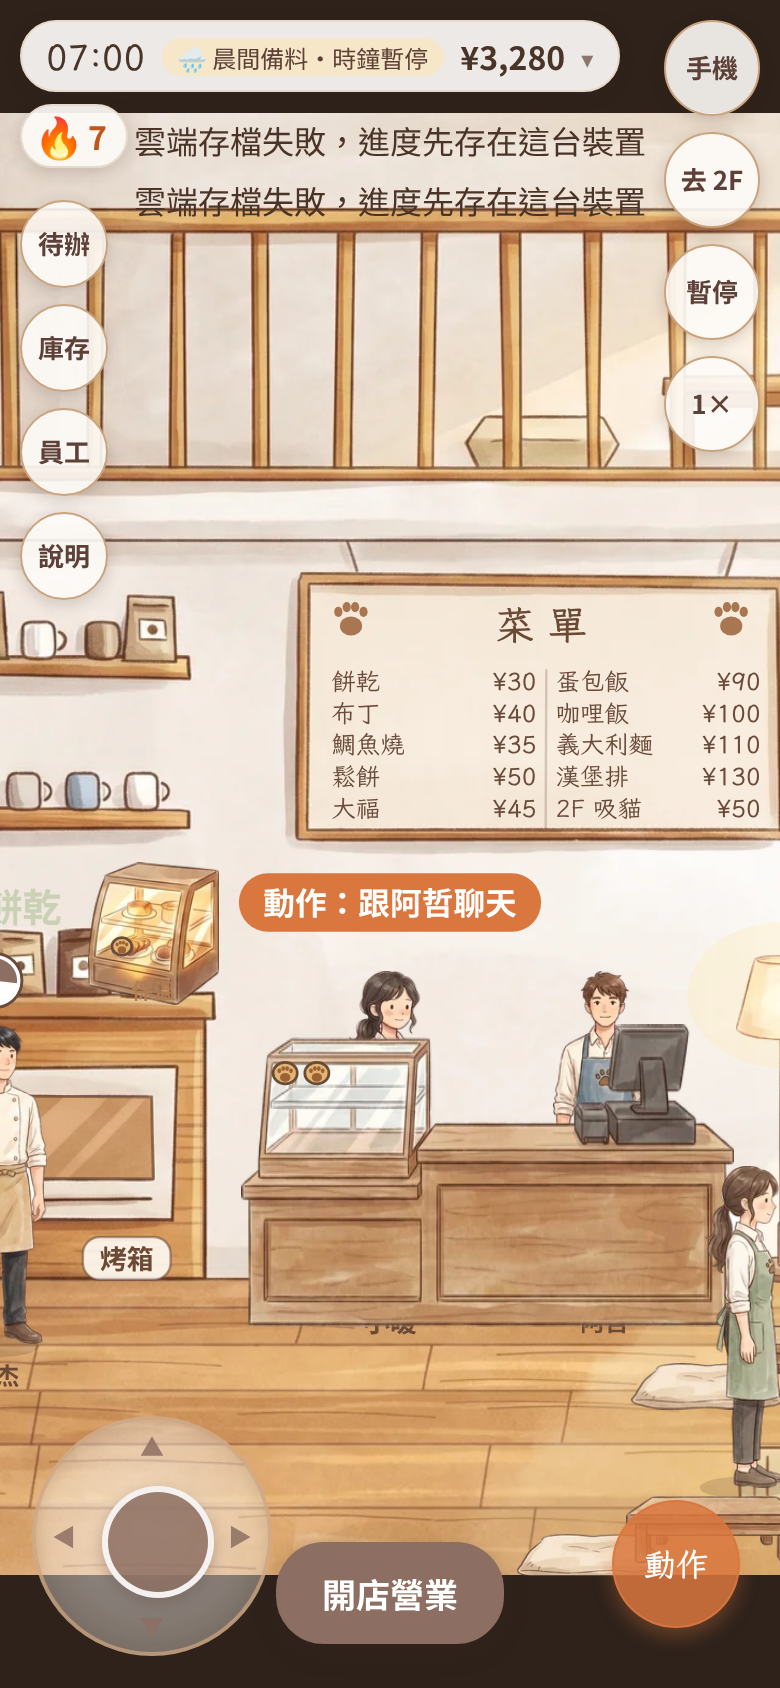 07:00 晨間備料・時鐘暫停 ¥3,280 ▼
手機
7
雲端存檔失敗，進度先存在這台裝置
雲端存檔失敗，進度先存在這台裝置
去 2F
待辦
暫停
庫存
1×
員工
說明
菜單
餅乾 ¥30 蛋包飯 ¥90
布丁 ¥40 咖哩飯 ¥100
鯛魚燒 ¥35 義大利麵 ¥110
鬆餅 ¥50 漢堡排 ¥130
大福 ¥45 2F 吸貓 ¥50
餅乾
動作：跟阿哲聊天
烤箱
杰
開店營業
動作